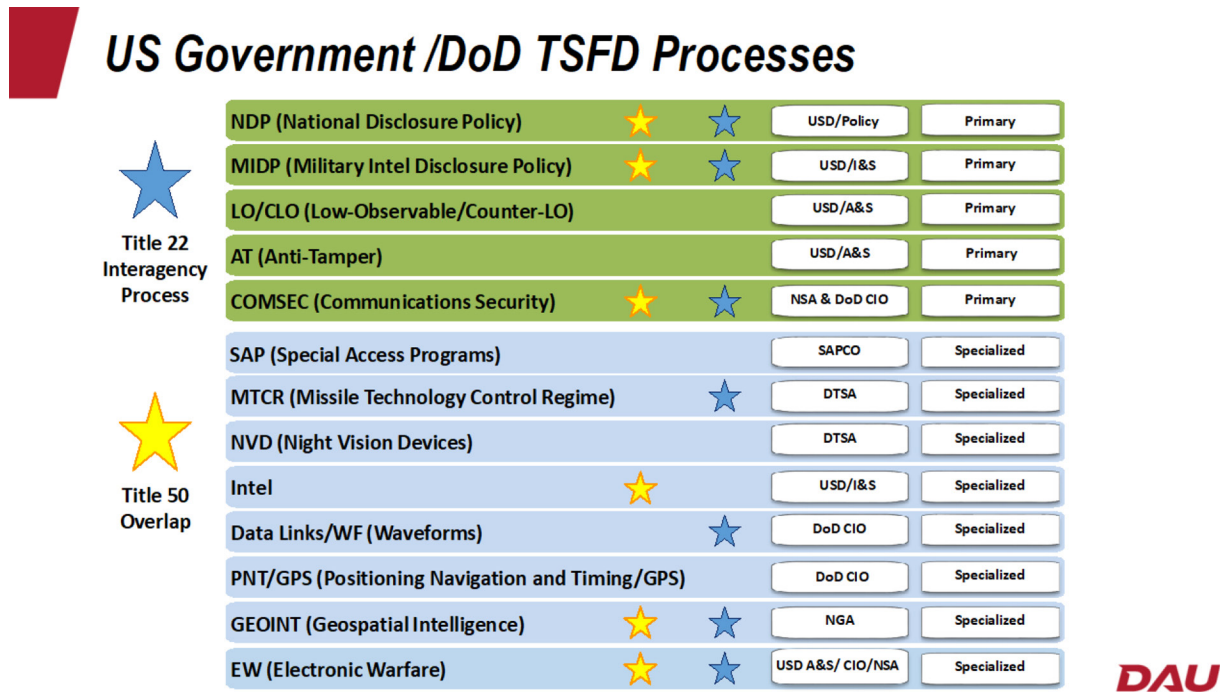 US Government /DoD TSFD Processes
NDP (National Disclosure Policy) USD/Policy Primary
MIDP (Military Intel Disclosure Policy) USD/I&S Primary
LO/CLO (Low-Observable/Counter-LO) USD/A&S Primary
AT (Anti-Tamper) USD/A&S Primary
COMSEC (Communications Security) NSA & DoD CIO Primary
SAP (Special Access Programs) SAPCO Specialized
MTCR (Missile Technology Control Regime) DTSA Specialized
NVD (Night Vision Devices) DTSA Specialized
Intel USD/I&S Specialized
Data Links/WF (Waveforms) DoD CIO Specialized
PNT/GPS (Positioning Navigation and Timing/GPS) DoD CIO Specialized
GEOINT (Geospatial Intelligence) NGA Specialized
EW (Electronic Warfare) USD A&S/ CIO/NSA Specialized
Title 22
Interagency
Process
Title 50
Overlap
DAU